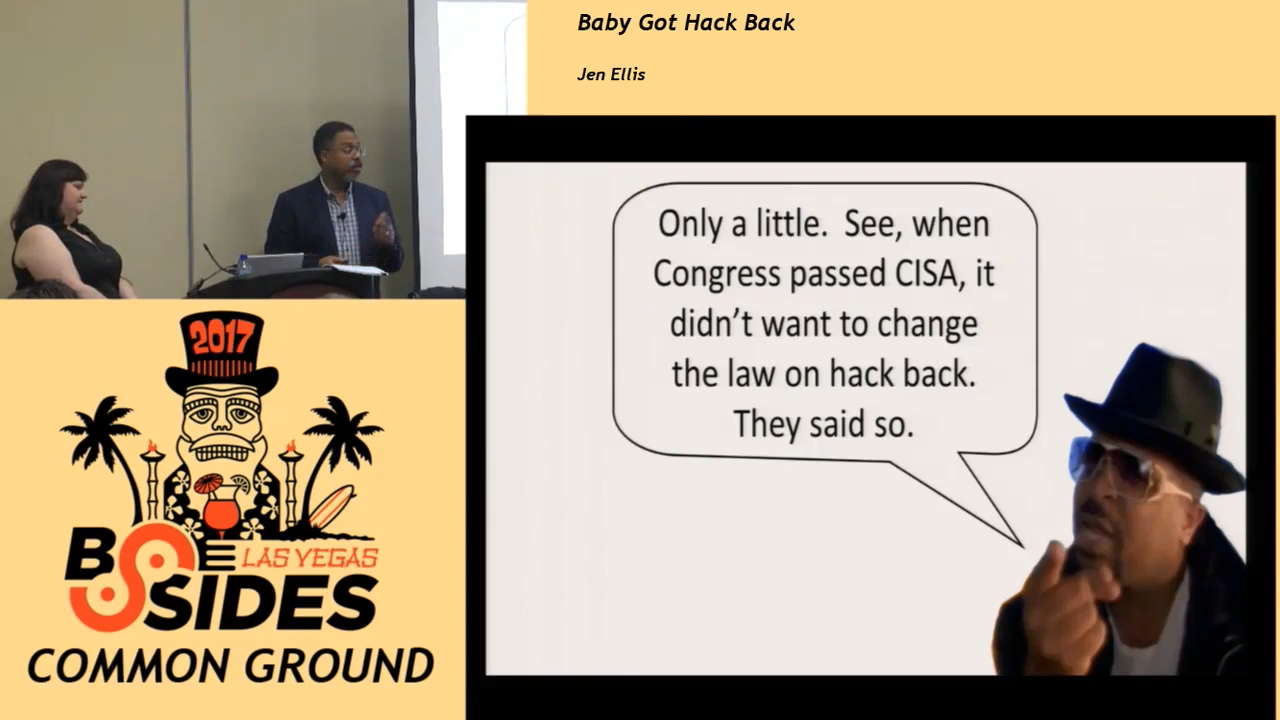 Baby Got Hack Back
Jen Ellis
Only a little.  See, when
Congress passed CISA, it
didn’t want to change
the law on hack back.
They said so.
2017
BSIDES
LAS VEGAS
COMMON GROUND